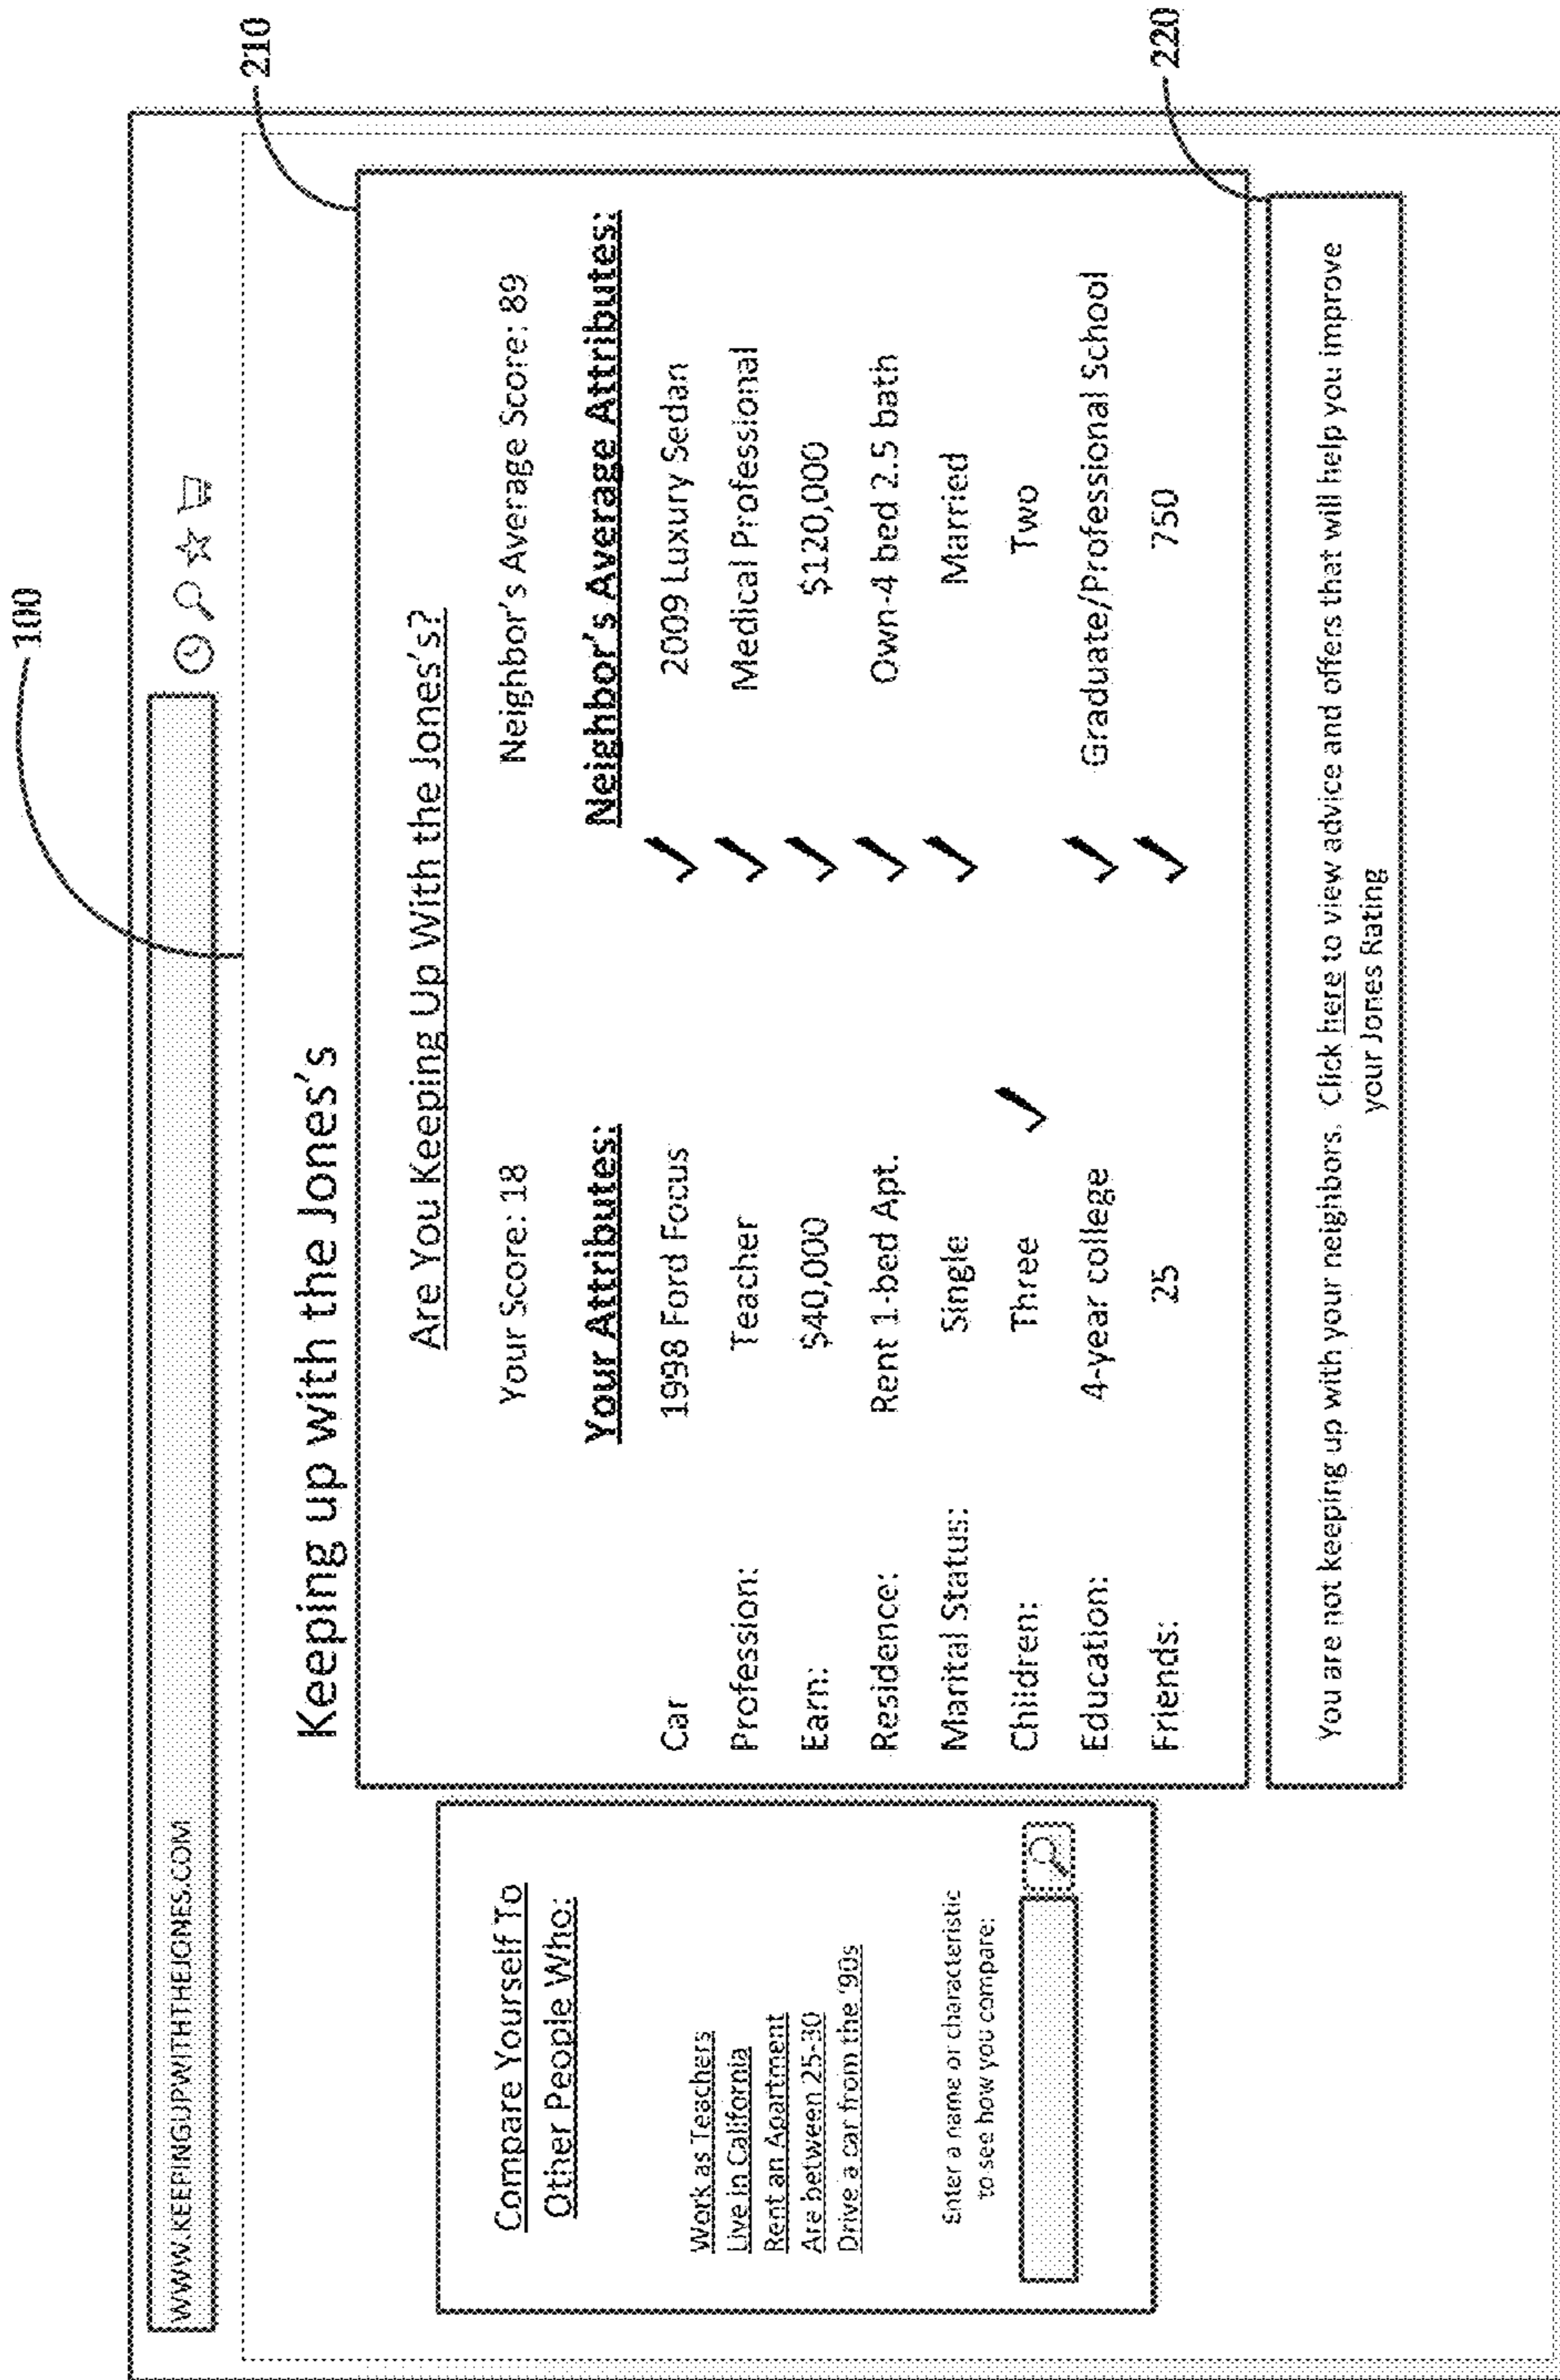 100
WWW.KEEPINGUPWITHTHEJONES.COM
Keeping up with the Jones's
210
Are You Keeping Up With the Jones's?
Your Score: 18 Neighbor's Average Score: 89
Your Attributes: Neighbor's Average Attributes:
Car 1998 Ford Focus 2009 Luxury Sedan
Profession: Teacher Medical Professional
Earn: $40,000 $120,000
Residence: Rent 1-bed Apt. Own-4 bed 2.5 bath
Marital Status: Single Married
Children: Three Two
Education: 4-year college Graduate/Professional School
Friends: 25 750
Compare Yourself To
Other People Who:
Work as Teachers
Live in California
Rent an Apartment
Are between 25-30
Drive a car from the '90s
Enter a name or characteristic
to see how you compare:
220
You are not keeping up with your neighbors. Click here to view advice and offers that will help you improve
your Jones Rating